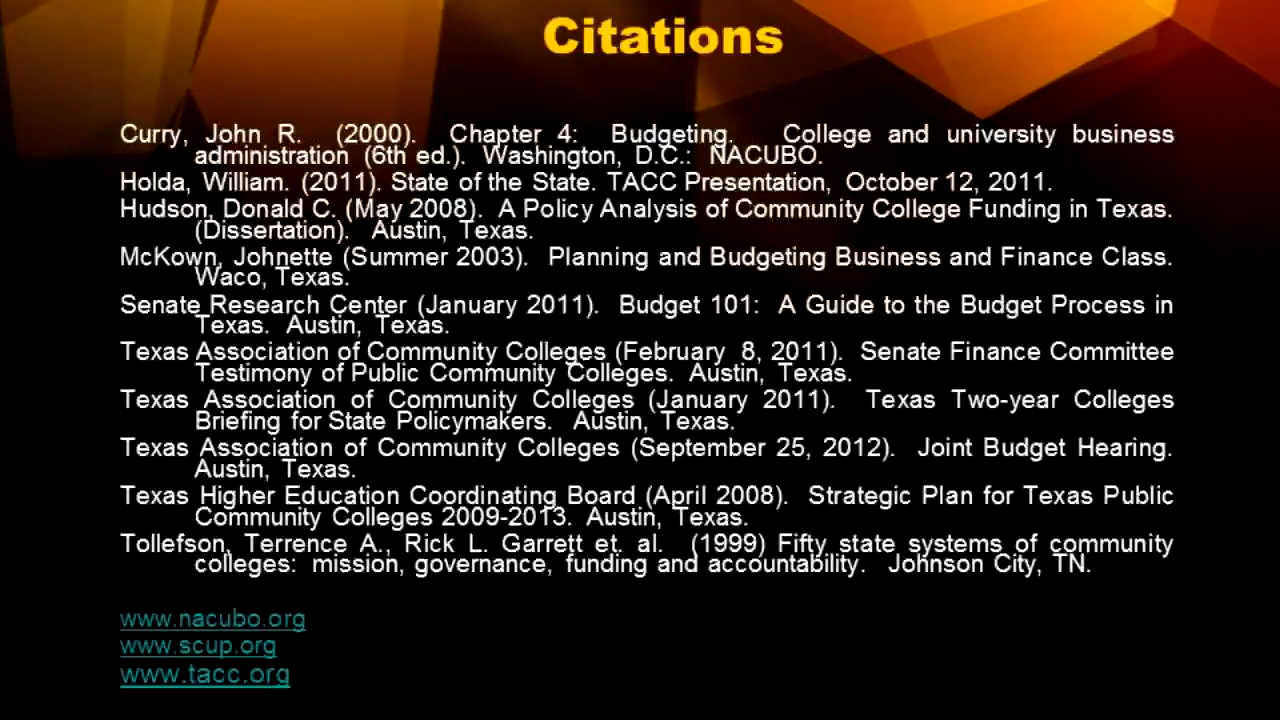 Citations
Curry, John R. (2000). Chapter 4: Budgeting. College and university business
administration (6th ed.). Washington, D.C.: NACUBO.
Holda, William. (2011). State of the State. TACC Presentation, October 12, 2011.
Hudson, Donald C. (May 2008). A Policy Analysis of Community College Funding in Texas.
(Dissertation). Austin, Texas.
McKown, Johnette (Summer 2003). Planning and Budgeting Business and Finance Class.
Waco, Texas.
Senate Research Center (January 2011). Budget 101: A Guide to the Budget Process in
Texas. Austin, Texas.
Texas Association of Community Colleges (February 8, 2011). Senate Finance Committee
Testimony of Public Community Colleges. Austin, Texas.
Texas Association of Community Colleges (January 2011). Texas Two-year Colleges
Briefing for State Policymakers. Austin, Texas.
Texas Association of Community Colleges (September 25, 2012). Joint Budget Hearing.
Austin, Texas.
Texas Higher Education Coordinating Board (April 2008). Strategic Plan for Texas Public
Community Colleges 2009-2013. Austin, Texas.
Tollefson, Terrence A., Rick L. Garrett et. al. (1999) Fifty state systems of community
colleges: mission, governance, funding and accountability. Johnson City, TN.
www.nacubo.org
www.scup.org
www.tacc.org